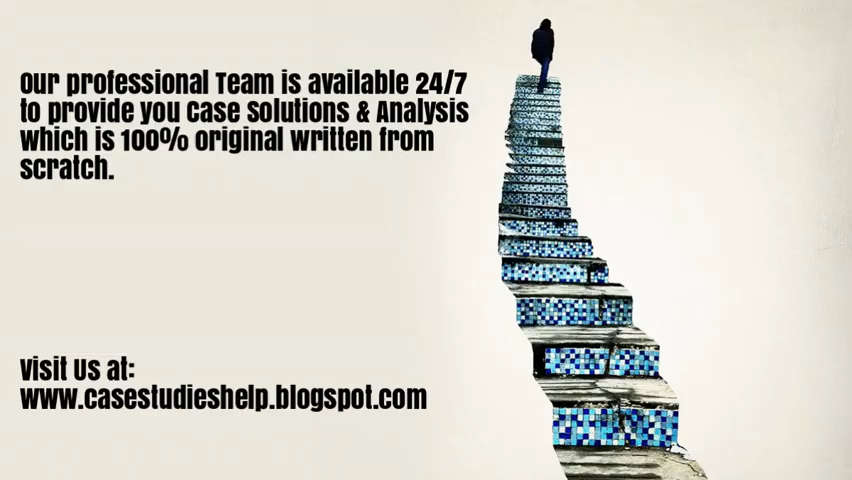 Our professional Team is available 24/7
to provide you Case Solutions & Analysis
which is 100% original written from
scratch.
Visit Us at:
www.casestudieshelp.blogspot.com